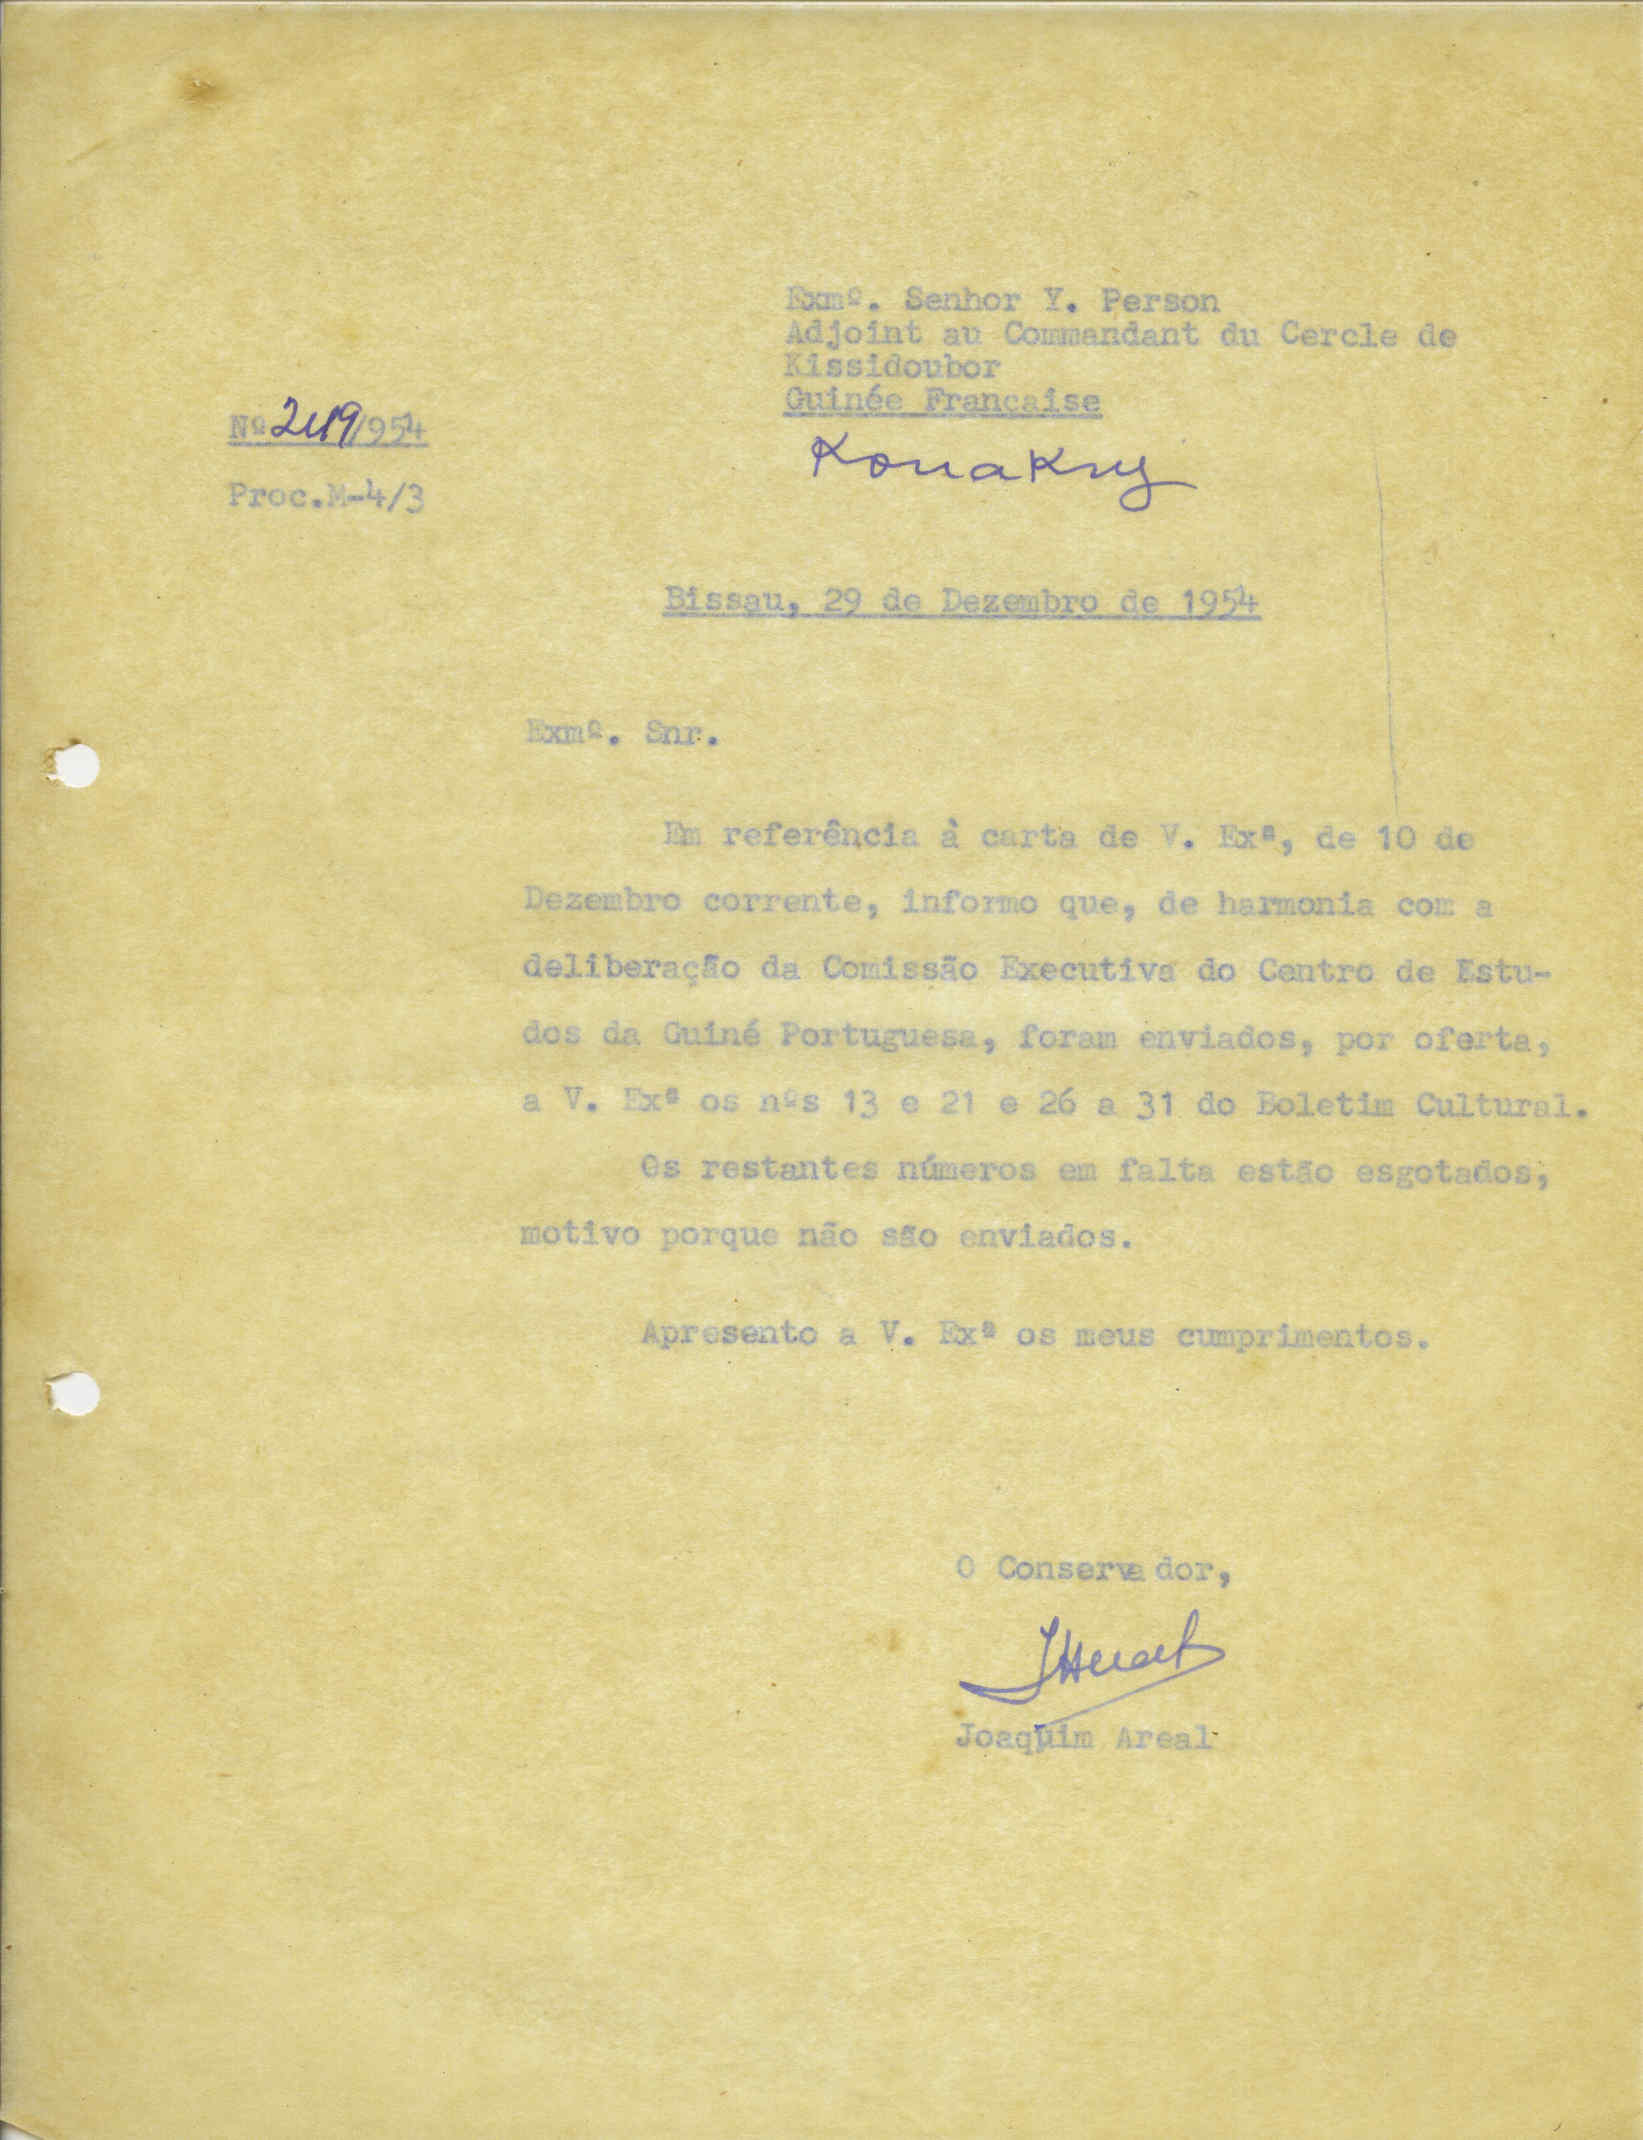 Exmº. Senhor Y. Person
Adjoint au Commandant du Cercle de
Kissidoubor
Guinée Française
Konakry
Nº 249/954
Proc.M-4/3
Bissau, 29 de Dezembro de 1954
Exmº. Snr.
Em referência à carta de V. Exª, de 10 de
Dezembro corrente, informo que, de harmonia com a
deliberação da Comissão Executiva do Centro de Estu-
dos da Guiné Portuguesa, foram enviados, por oferta,
a V. Exª os nºs 13 e 21 e 26 a 31 do Boletim Cultural.
Os restantes números em falta estão esgotados,
motivo porque não são enviados.
Apresento a V. Exª os meus cumprimentos.
O Conservador,
Joaquim Areal